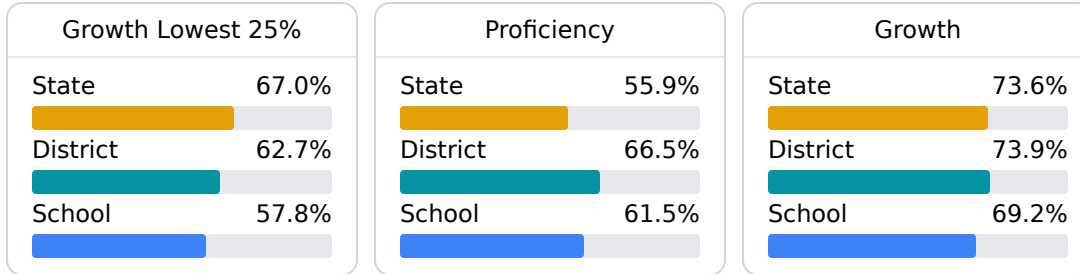 Growth Lowest 25%
State 67.0%
District 62.7%
School 57.8%
Proficiency
State 55.9%
District 66.5%
School 61.5%
Growth
State 73.6%
District 73.9%
School 69.2%